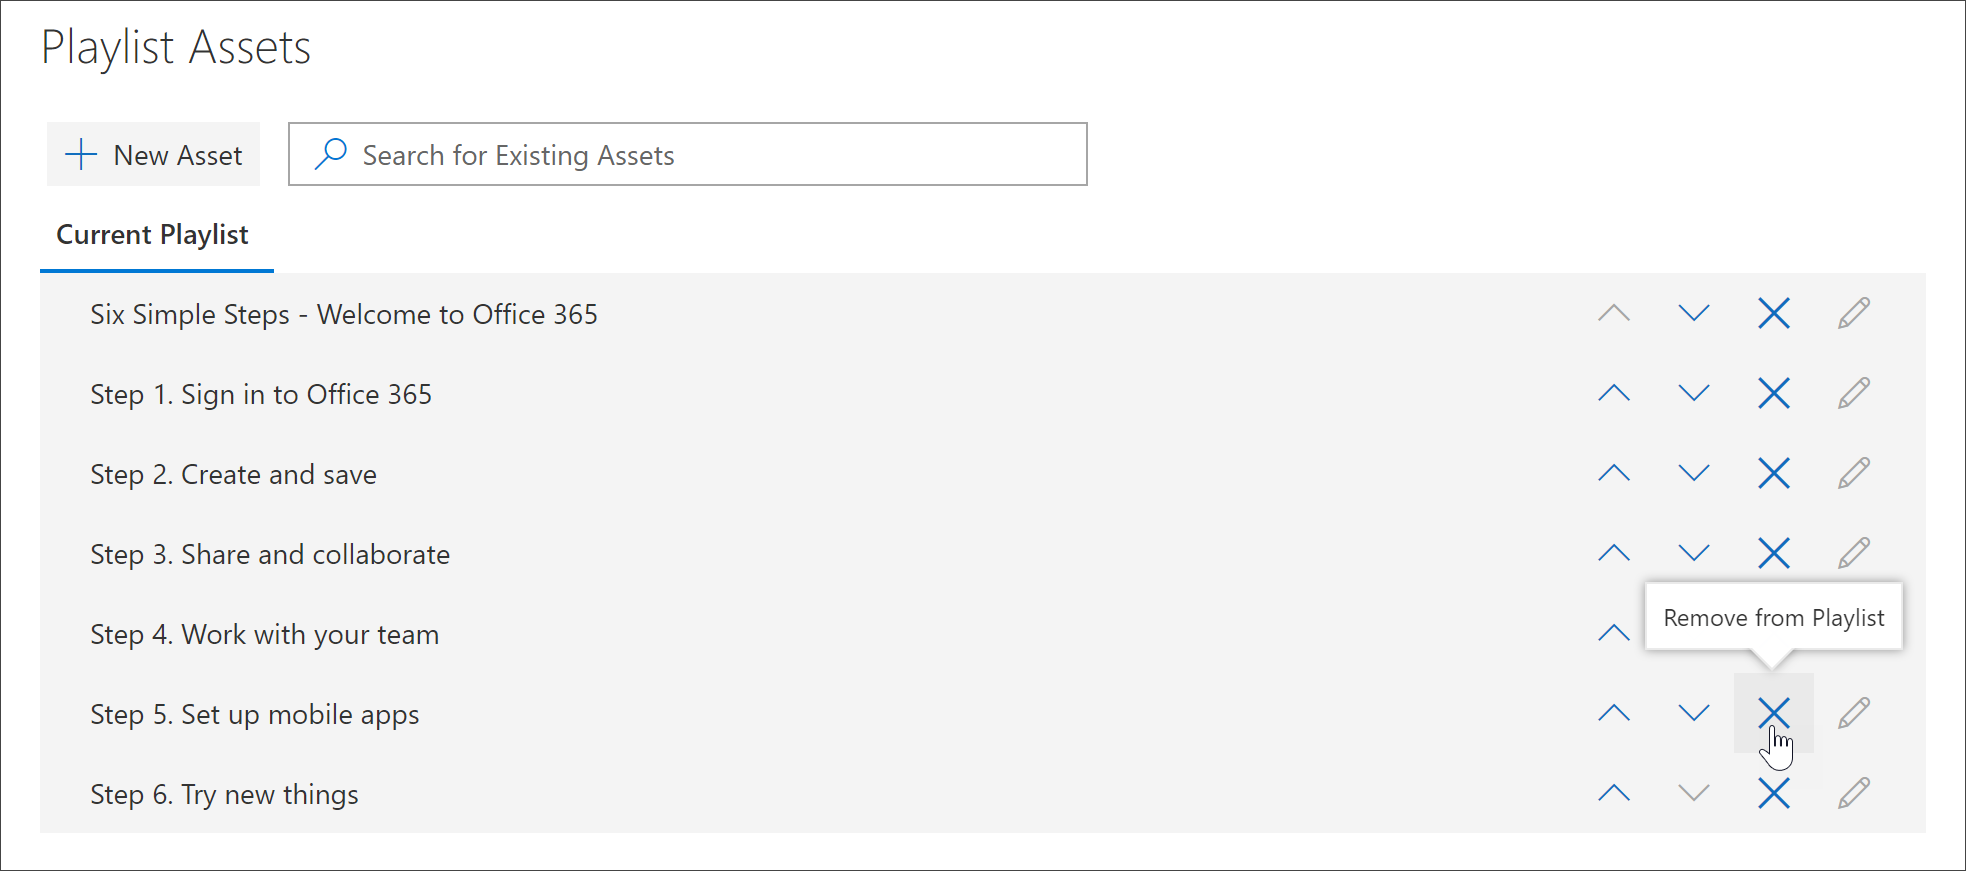 Playlist Assets
New Asset
Search for Existing Assets
Current Playlist
Six Simple Steps - Welcome to Office 365
Step 1. Sign in to Office 365
Step 2. Create and save
Step 3. Share and collaborate
Remove from Playlist
Step 4. Work with your team
Step 5. Set up mobile apps
Step 6. Try new things